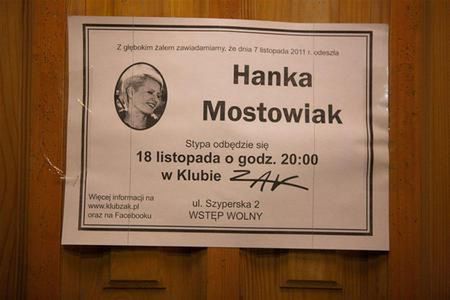 Z głębokim żalem zawiadamiamy, że dnia 7 listopada 2011 r. odeszła
Hanka
Mostowiak
Stypa odbędzie się
18 listopada o godz. 20:00
w Klubie ŻAK
Więcej informacji na
www.klubzak.pl
oraz na Facebooku
ul. Szyperska 2
WSTĘP WOLNY